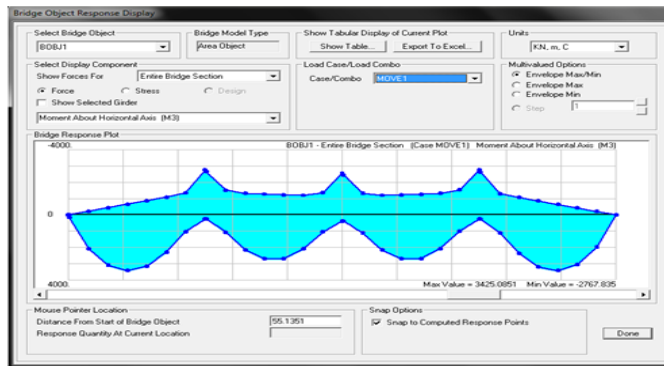 Bridge Object Response Display
Select Bridge Object
BOBJ1
Bridge Model Type
Area Object
Show Tabular Display of Current Plot
Show Table...
Export To Excel...
Units
KN, m, C
Select Display Component
Show Forces For
Entire Bridge Section
Force
Stress
Design
Show Selected Girder
Moment About Horizontal Axis (M3)
Load Case/Load Combo
Case/Combo
MOVE1
Multivalued Options
Envelope Max/Min
Envelope Max
Envelope Min
Step
1
Bridge Response Plot
-4000.
BOBJ1 - Entire Bridge Section (Case MOVE1) Moment About Horizontal Axis (M3)
0
4000.
Max Value = 3425.0851 Min Value = -2767.835
Mouse Pointer Location
Distance From Start of Bridge Object
55.1351
Response Quantity At Current Location
Snap Options
Snap to Computed Response Points
Done